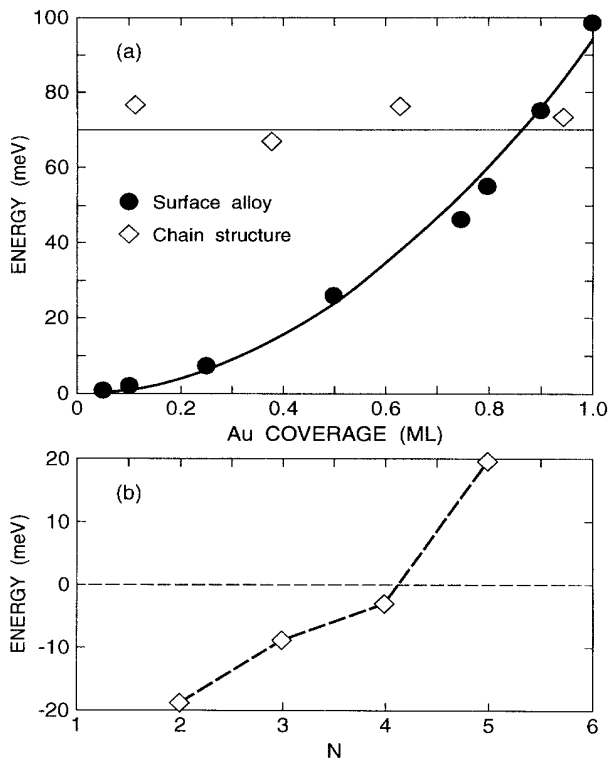 100
(a)
80
60
ENERGY (meV)
Surface alloy
Chain structure
40
20
0
0 0.2 0.4 0.6 0.8 1.0
Au COVERAGE (ML)
20
(b)
10
ENERGY (meV)
0
-10
-20
1 2 3 4 5 6
N